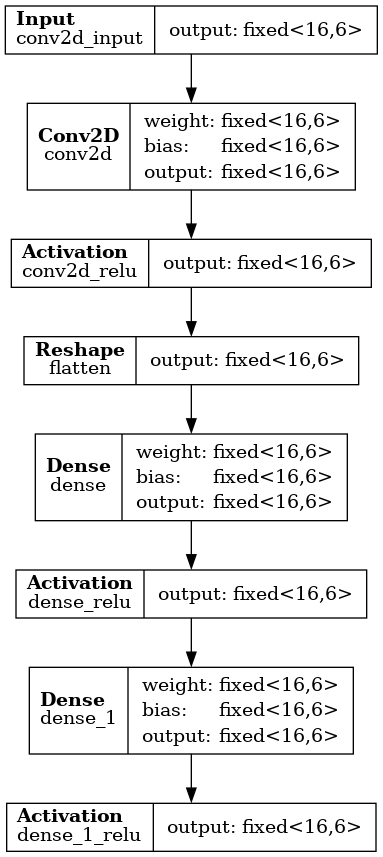 Input
conv2d_input
output: fixed<16,6>
Conv2D
conv2d
weight: fixed<16,6>
bias: fixed<16,6>
output: fixed<16,6>
Activation
conv2d_relu
output: fixed<16,6>
Reshape
flatten
output: fixed<16,6>
Dense
dense
weight: fixed<16,6>
bias: fixed<16,6>
output: fixed<16,6>
Activation
dense_relu
output: fixed<16,6>
Dense
dense_1
weight: fixed<16,6>
bias: fixed<16,6>
output: fixed<16,6>
Activation
dense_1_relu
output: fixed<16,6>